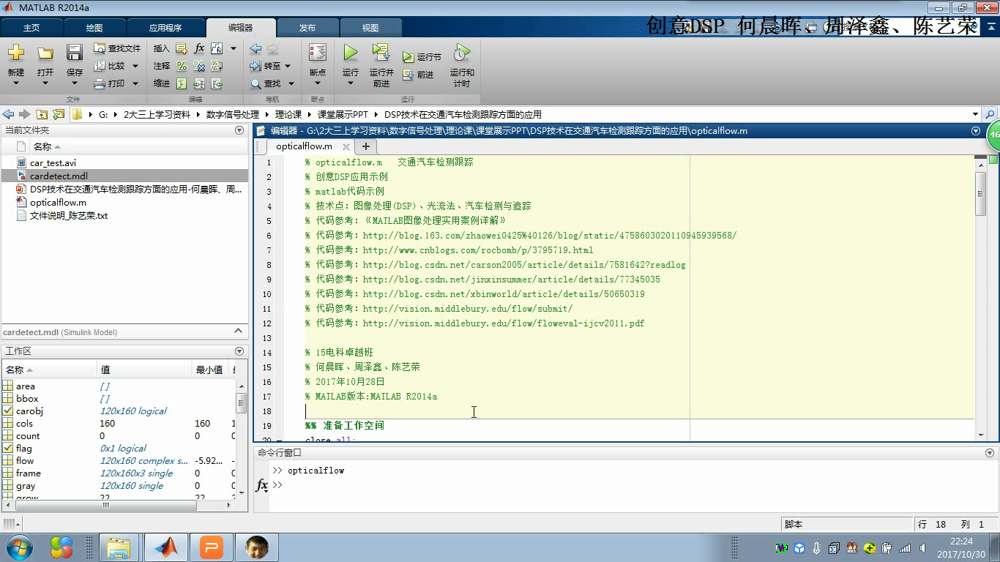 MATLAB R2014a
主页 绘图 应用程序 编辑器 发布 视图
创意DSP 何晨晖、周泽鑫、陈艺荣
新建 打开 保存 查找文件 比较 打印 文件
插入 fx 注释 缩进 编辑
转至 查找 导航
断点 断点
运行 运行并前进 运行节 前进 运行和计时 运行
G: 2大三上学习资料 数字信号处理 理论课 课堂展示PPT DSP技术在交通汽车检测跟踪方面的应用
当前文件夹
名称
car_test.avi
cardetect.mdl
DSP技术在交通汽车检测跟踪方面的应用-何晨晖、周...
opticalflow.m
文件说明_陈艺荣.txt
cardetect.mdl (Simulink Model)
工作区
名称 值 最小值
area []
bbox []
carobj 120x160 logical
cols 160 160 1
count 0 0 0
flag 0x1 logical
flow 120x160 complex s... -5.92... -
frame 120x160x3 single 0 0
gray 120x160 single 0 0
grow 22 22 2
编辑器 - G:\2大三上学习资料\数字信号处理\理论课\课堂展示PPT\DSP技术在交通汽车检测跟踪方面的应用\opticalflow.m
46
opticalflow.m
1 % opticalflow.m 交通汽车检测跟踪
2 % 创意DSP应用示例
3 % matlab代码示例
4 % 技术点：图像处理(DSP)、光流法、汽车检测与追踪
5 % 代码参考：《MATLAB图像处理实用案例详解》
6 % 代码参考：http://blog.163.com/zhaowei0425%40126/blog/static/4758603020110945939568/
7 % 代码参考：http://www.cnblogs.com/rocbomb/p/3795719.html
8 % 代码参考：http://blog.csdn.net/carson2005/article/details/7581642?readlog
9 % 代码参考：http://blog.csdn.net/jinxinsummer/article/details/77345035
10 % 代码参考：http://blog.csdn.net/xbinworld/article/details/50650319
11 % 代码参考：http://vision.middlebury.edu/flow/submit/
12 % 代码参考：http://vision.middlebury.edu/flow/floweval-ijcv2011.pdf
13
14 % 15电科卓越班
15 % 何晨晖、周泽鑫、陈艺荣
16 % 2017年10月28日
17 % MATLAB版本:MATLAB R2014a
18
19 %% 准备工作空间
20 close all;
命令行窗口
>> opticalflow
fx >>
脚本 行 18 列 1
22:24
2017/10/30